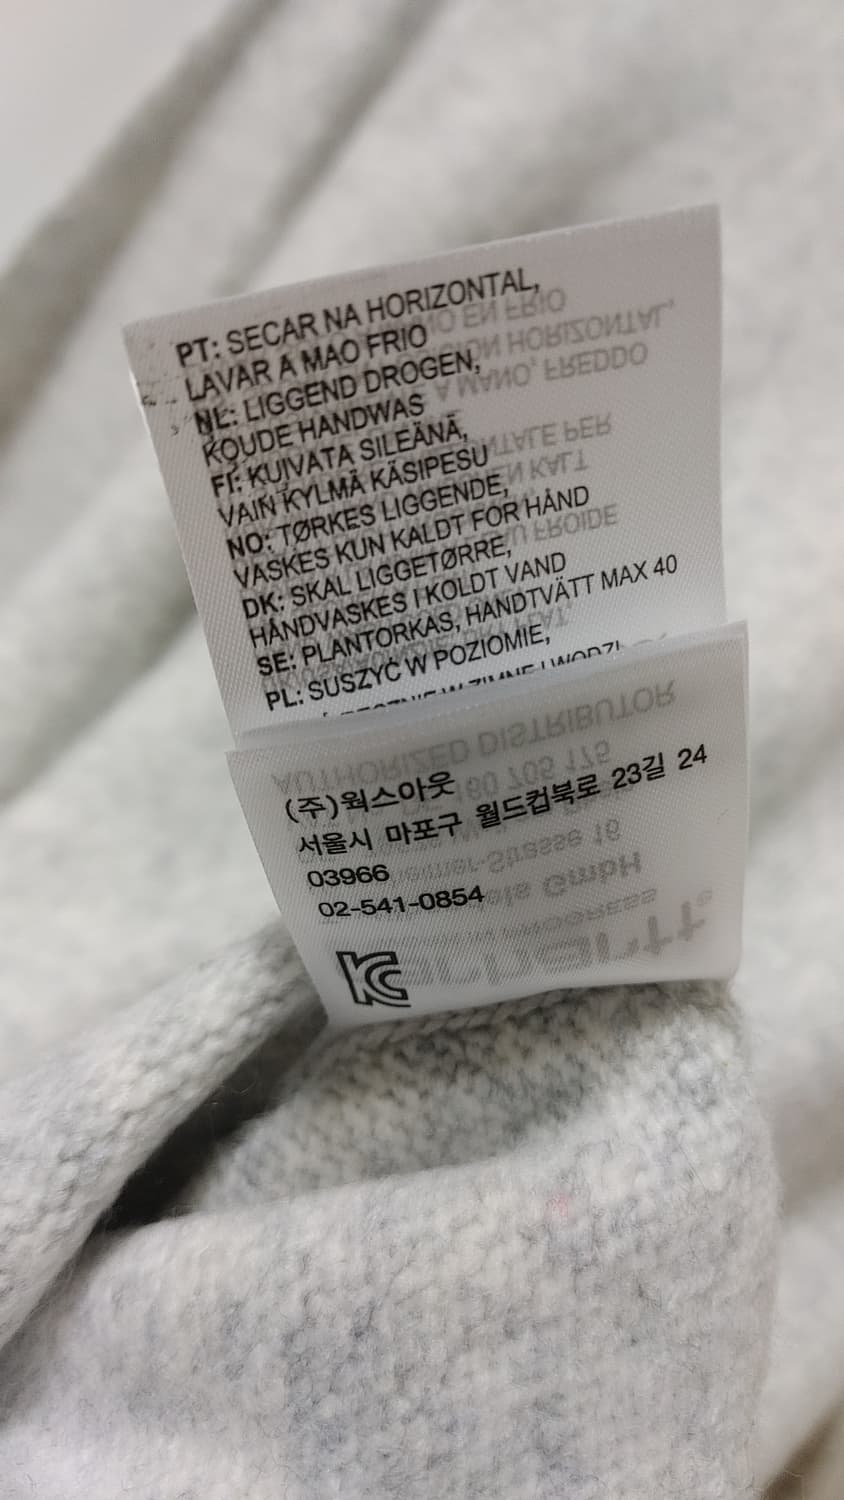 PT: SECAR NA HORIZONTAL,
LAVAR A MAO FRIO
NL: LIGGEND DROGEN,
KOUDE HANDWAS
FI: KUIVATA SILEÄNÄ,
VAIN KYLMÄ KÄSIPESU
NO: TØRKES LIGGENDE,
VASKES KUN KALDT FOR HÅND
DK: SKAL LIGGETØRRE,
HÅNDVASKES I KOLDT VAND
SE: PLANTORKAS, HANDTVÄTT MAX 40
PL: SUSZYĆ W POZIOMIE,
W ZIMNEJ WODZI
(주)웍스아웃
서울시 마포구 월드컵북로 23길 24
03966
02-541-0854
KC